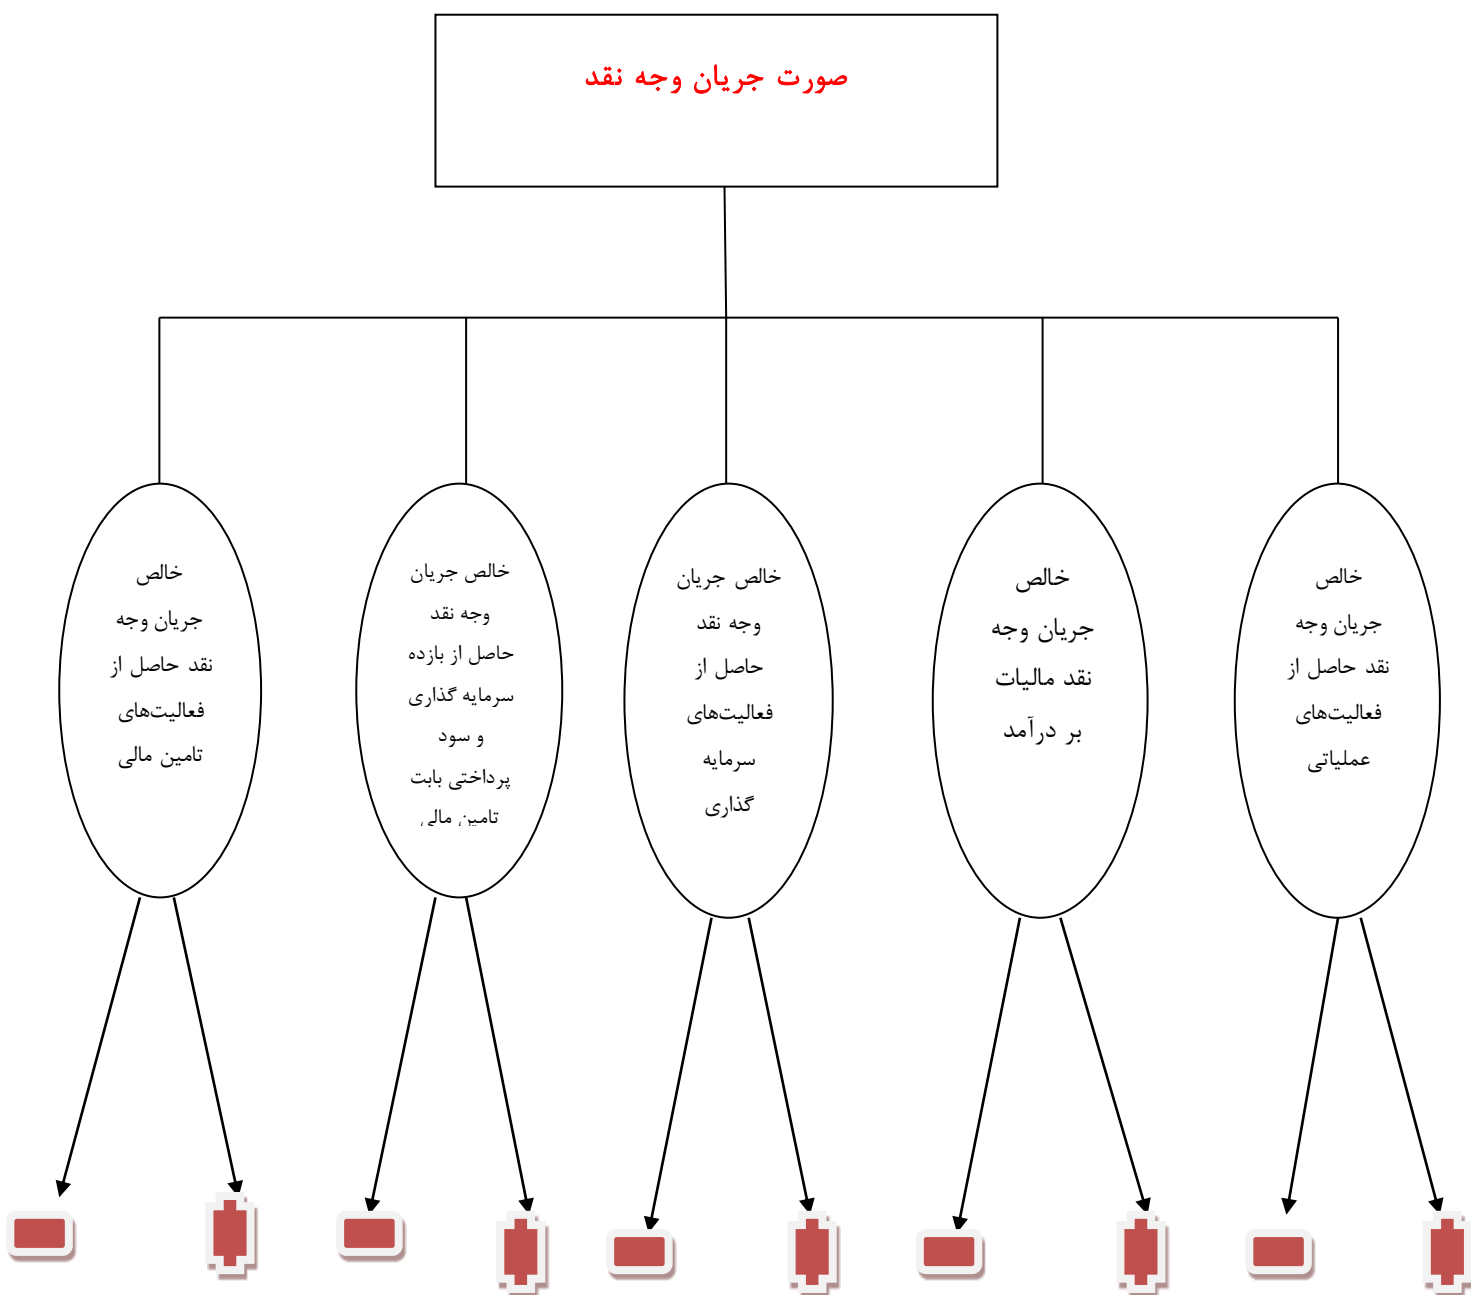 صورت جریان وجه نقد
خالص
جریان وجه
نقد حاصل از
فعالیت‌های
عملیاتی
خالص
جریان وجه
نقد مالیات
بر درآمد
خالص جریان
وجه نقد
حاصل از
فعالیت‌های
سرمایه
گذاری
خالص جریان
وجه نقد
حاصل از بازده
سرمایه گذاری
و سود
پرداختی بابت
تامین مالی
خالص
جریان وجه
نقد حاصل از
فعالیت‌های
تامین مالی